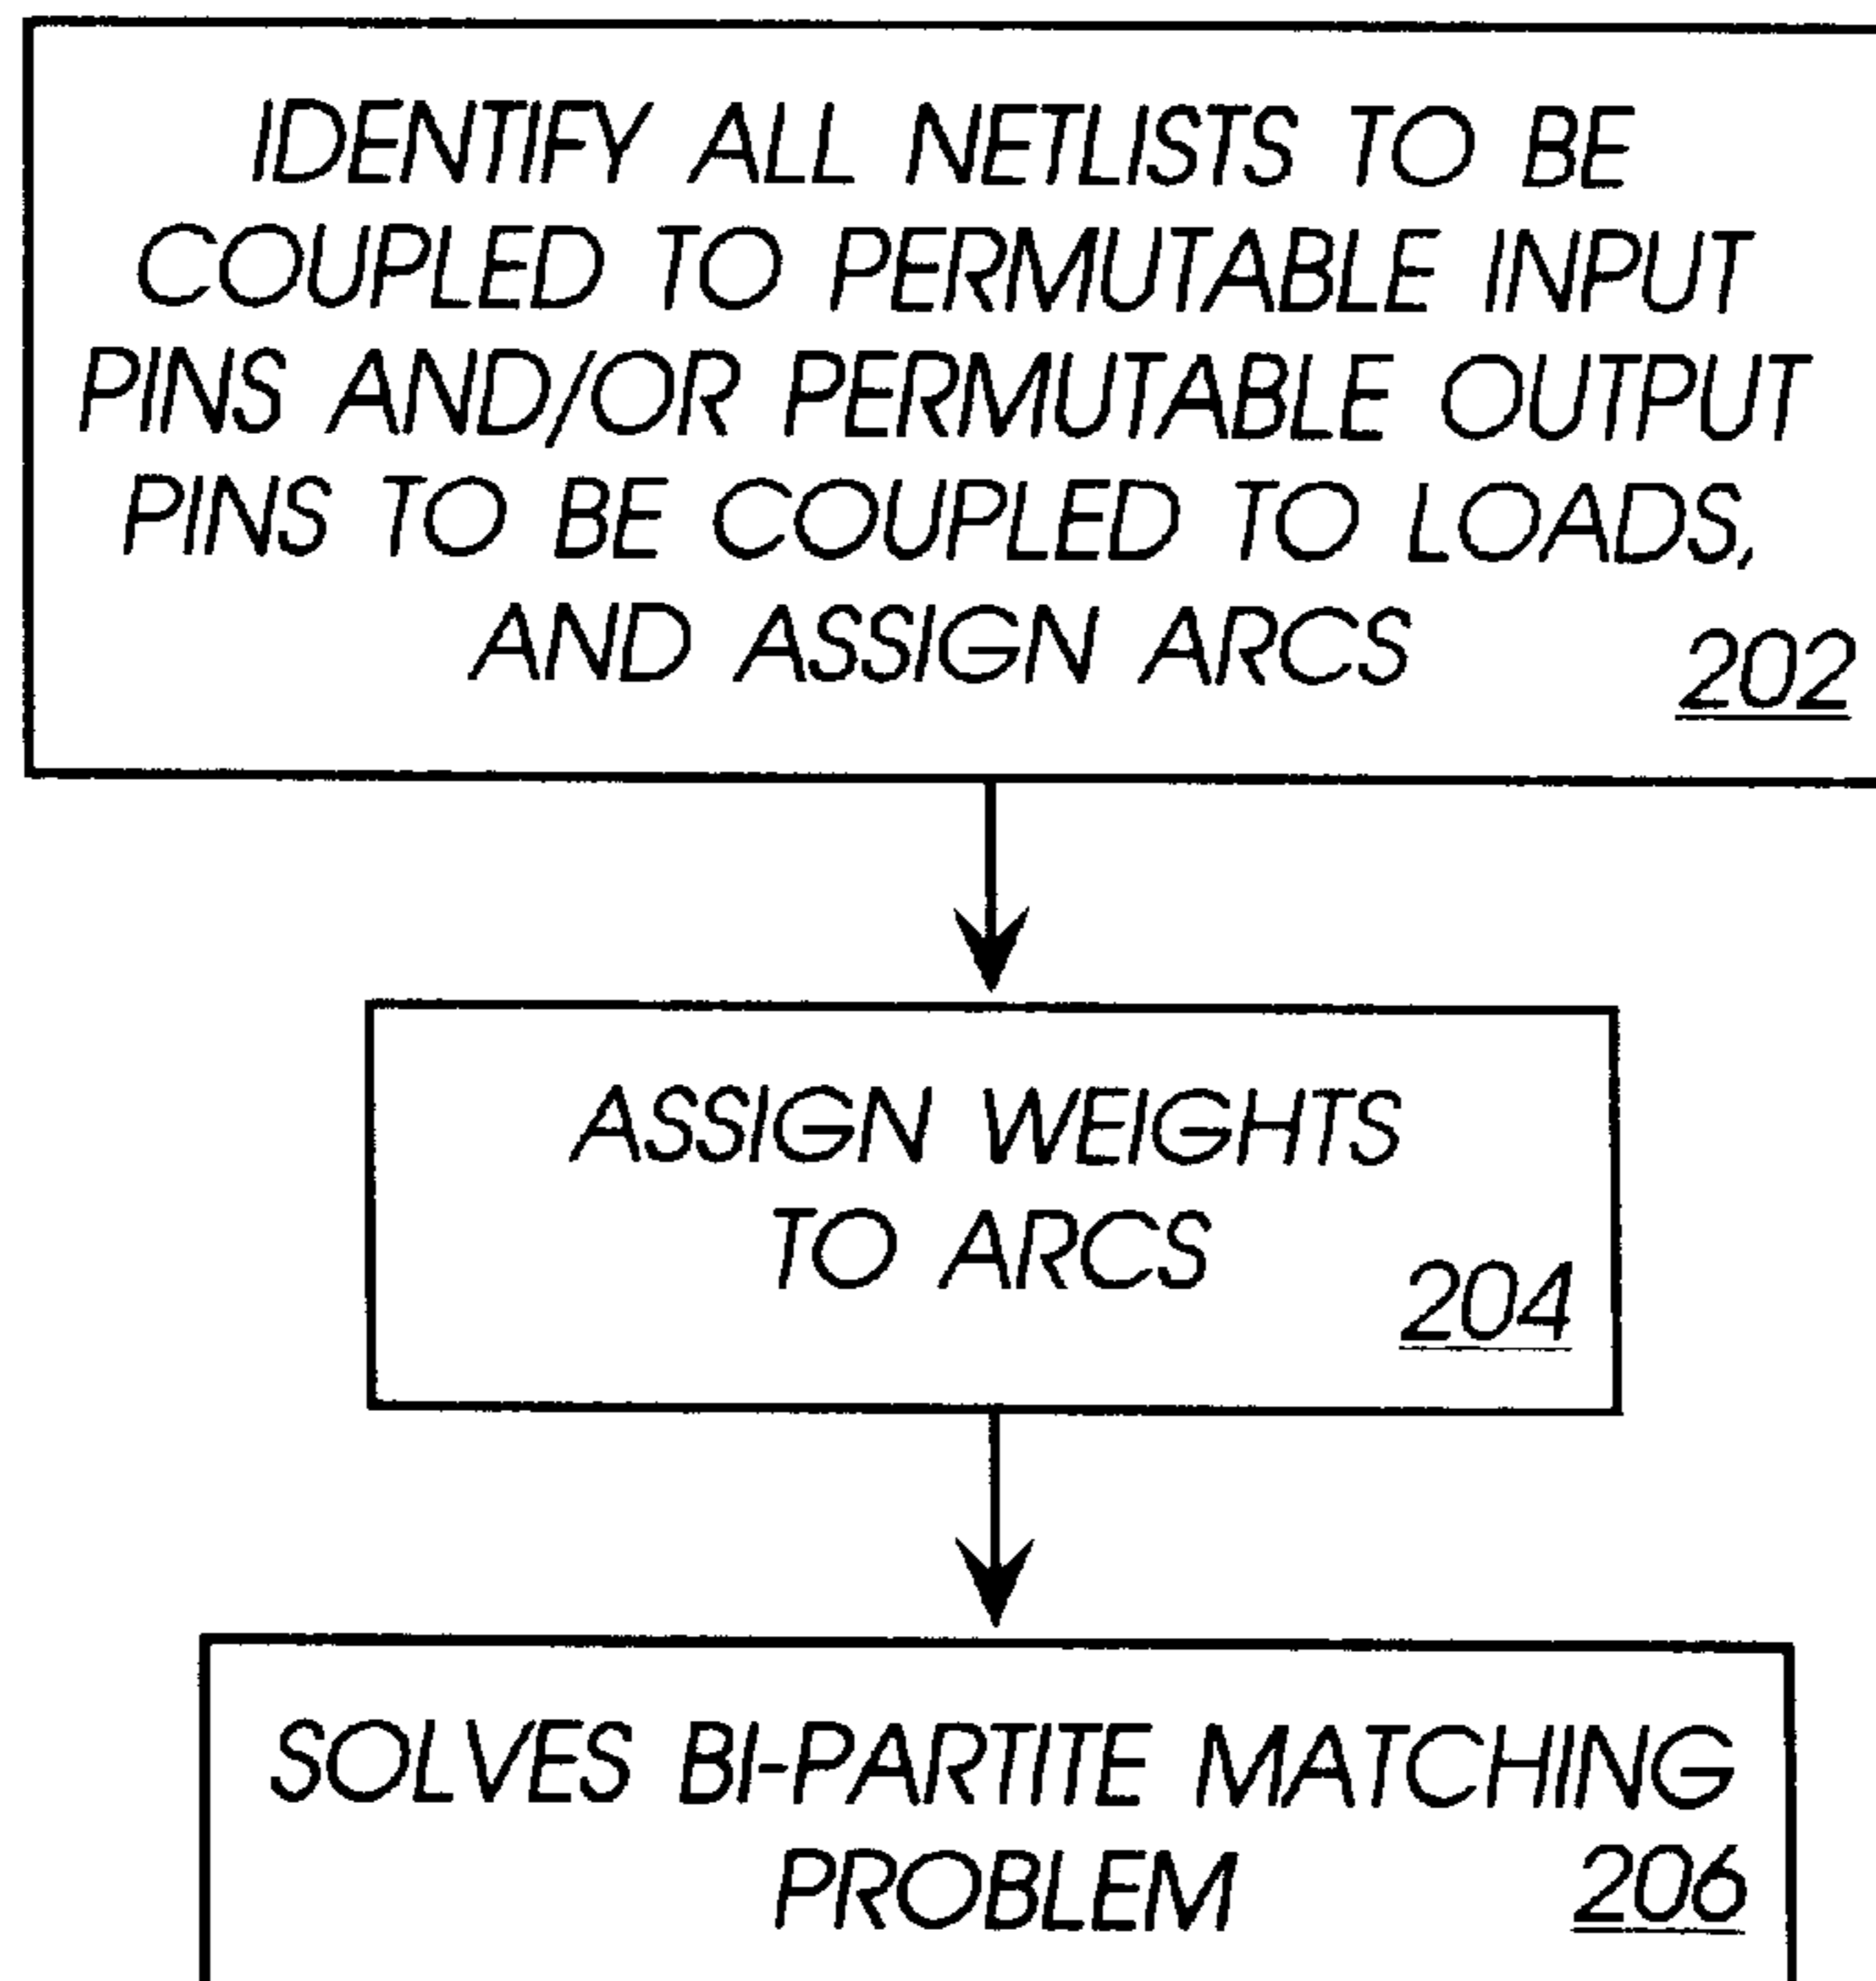 IDENTIFY ALL NETLISTS TO BE
COUPLED TO PERMUTABLE INPUT
PINS AND/OR PERMUTABLE OUTPUT
PINS TO BE COUPLED TO LOADS,
AND ASSIGN ARCS
202
ASSIGN WEIGHTS
TO ARCS
204
SOLVES BI-PARTITE MATCHING
PROBLEM
206